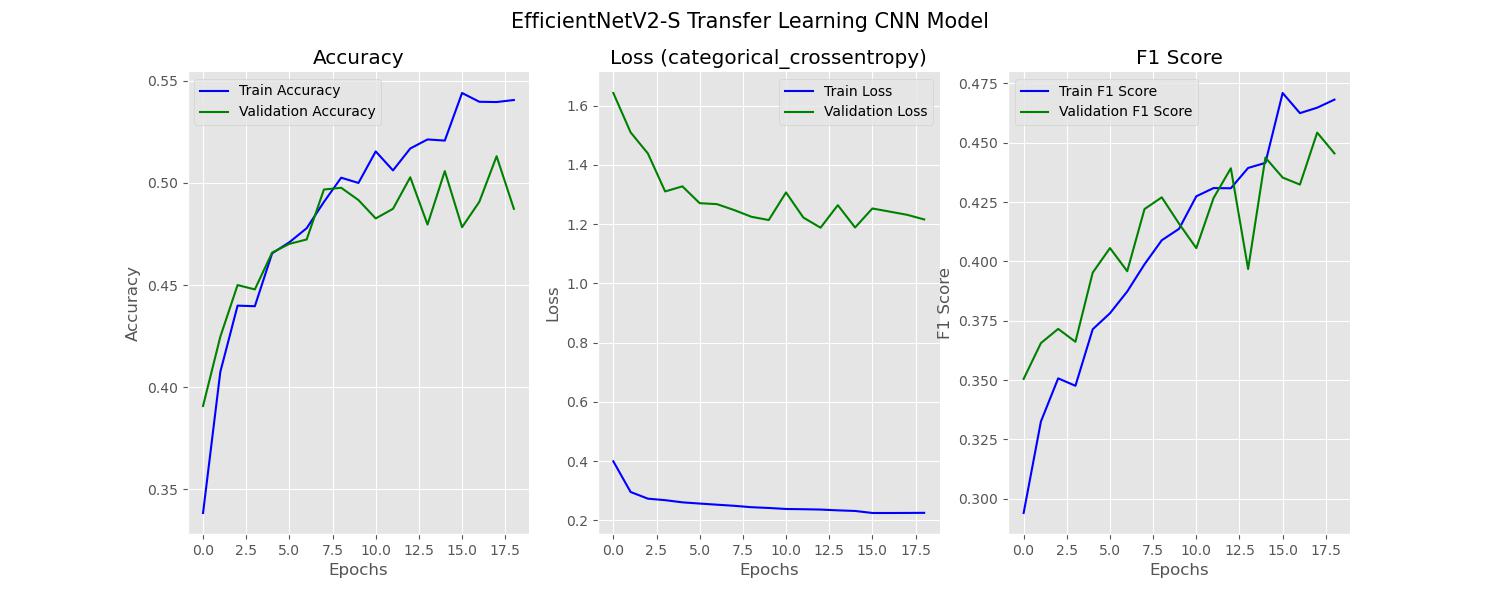 EfficientNetV2-S Transfer Learning CNN Model
Accuracy
Train Accuracy
Validation Accuracy
0.55
0.50
0.45
0.40
0.35
Accuracy
0.0 2.5 5.0 7.5 10.0 12.5 15.0 17.5
Epochs
Loss (categorical_crossentropy)
Train Loss
Validation Loss
1.6
1.4
1.2
1.0
0.8
0.6
0.4
0.2
Loss
0.0 2.5 5.0 7.5 10.0 12.5 15.0 17.5
Epochs
F1 Score
Train F1 Score
Validation F1 Score
0.475
0.450
0.425
0.400
0.375
0.350
0.325
0.300
F1 Score
0.0 2.5 5.0 7.5 10.0 12.5 15.0 17.5
Epochs